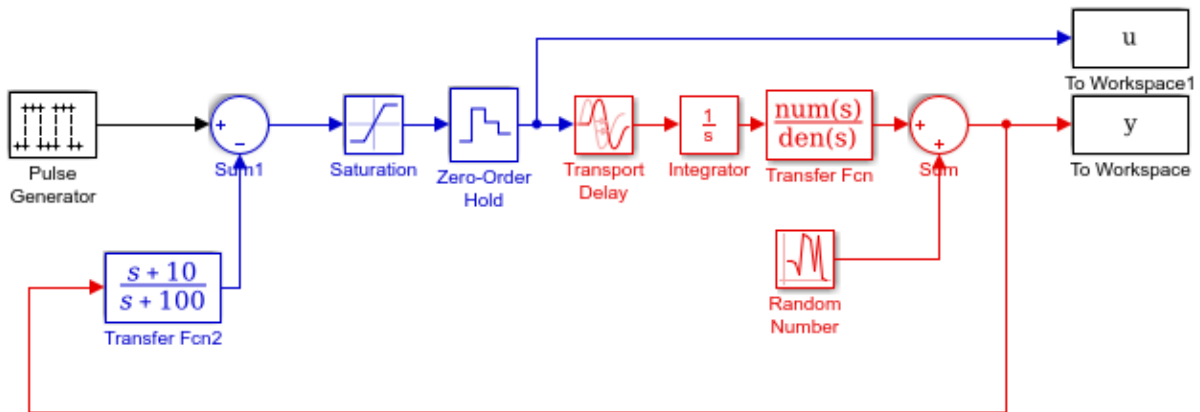 u
To Workspace1
Pulse
Generator
+
−
Sum1
Saturation
Zero-Order
Hold
Transport
Delay
1
s
Integrator
num(s)
den(s)
Transfer Fcn
+
+
Sum
y
To Workspace
s + 10
s + 100
Transfer Fcn2
Random
Number